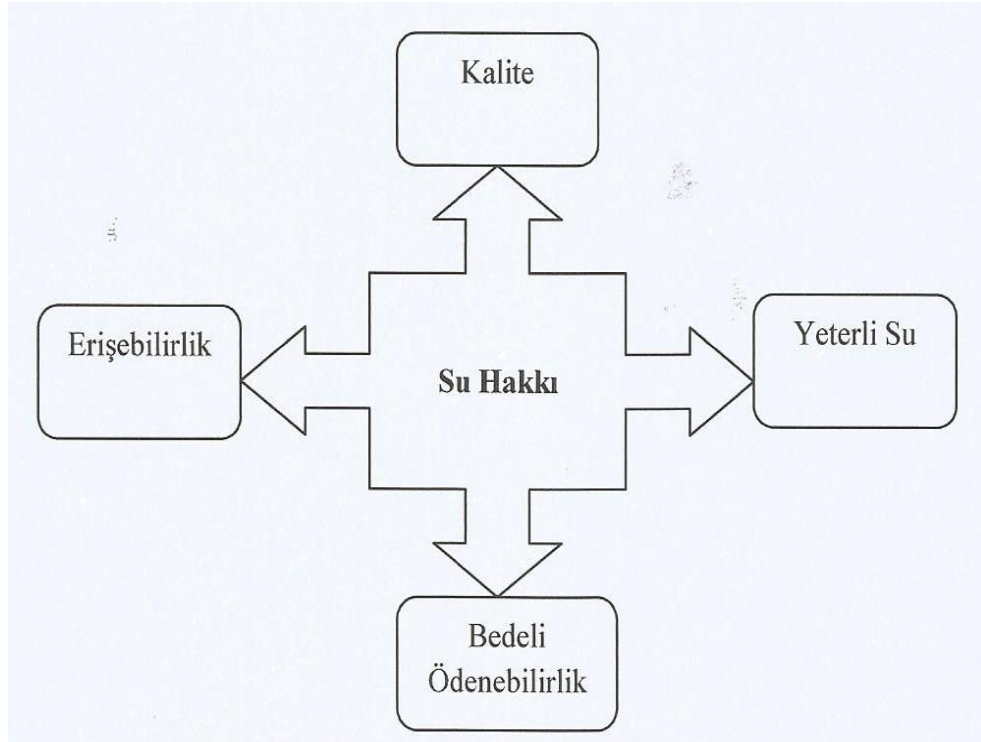 Kalite
Erişebilirlik
Su Hakkı
Yeterli Su
Bedeli
Ödenebilirlik